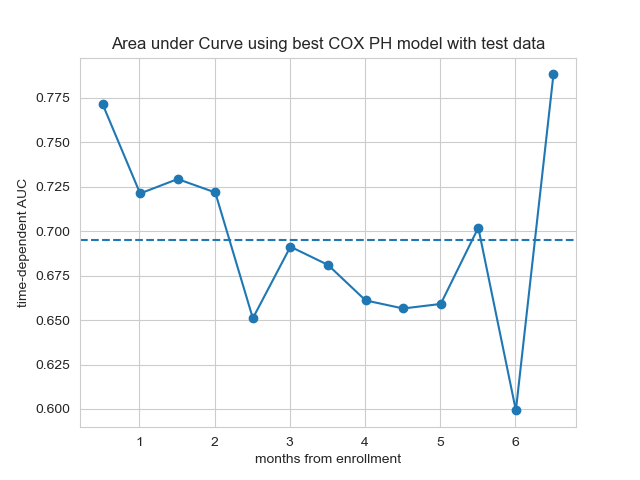 Area under Curve using best COX PH model with test data
time-dependent AUC
0.775
0.750
0.725
0.700
0.675
0.650
0.625
0.600
1 2 3 4 5 6
months from enrollment